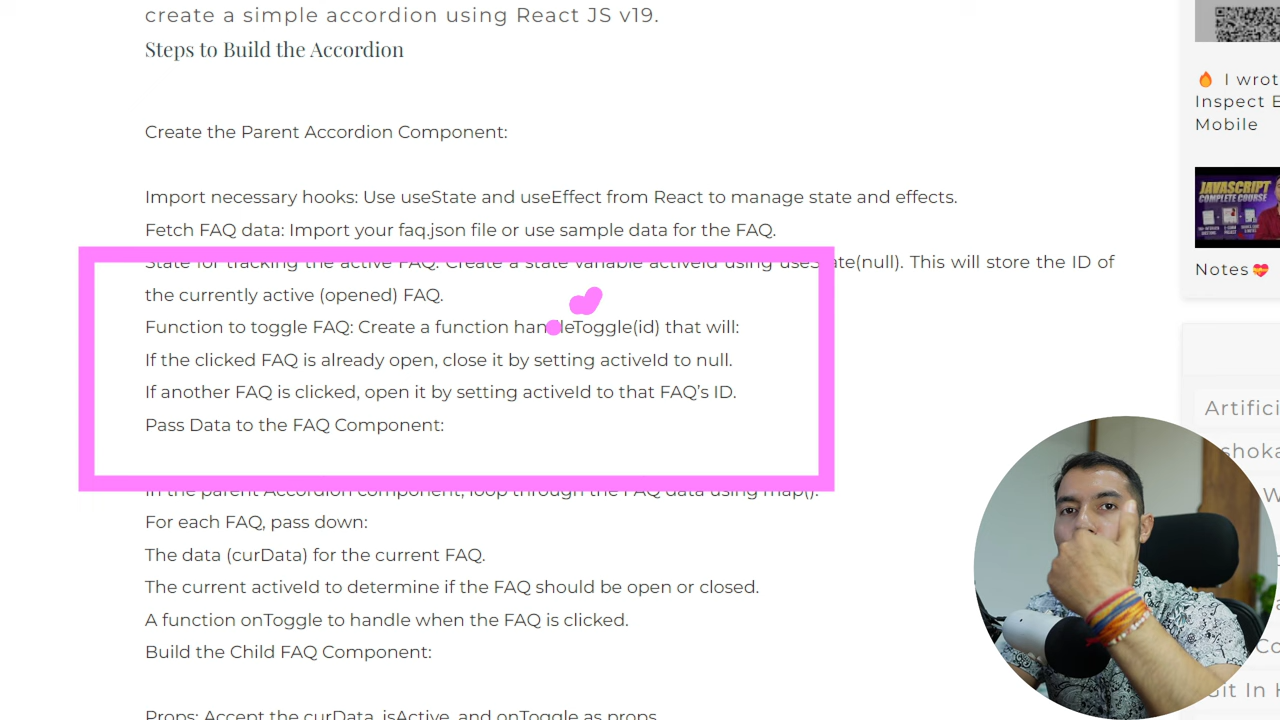 create a simple accordion using React JS v19.
Steps to Build the Accordion
Create the Parent Accordion Component:
Import necessary hooks: Use useState and useEffect from React to manage state and effects.
Fetch FAQ data: Import your faq.json file or use sample data for the FAQ.
State for tracking the active FAQ: Create a state variable activeId using useState(null). This will store the ID of
the currently active (opened) FAQ.
Function to toggle FAQ: Create a function handleToggle(id) that will:
If the clicked FAQ is already open, close it by setting activeId to null.
If another FAQ is clicked, open it by setting activeId to that FAQ’s ID.
Pass Data to the FAQ Component:
In the parent Accordion component, loop through the FAQ data using map().
For each FAQ, pass down:
The data (curData) for the current FAQ.
The current activeId to determine if the FAQ should be open or closed.
A function onToggle to handle when the FAQ is clicked.
Build the Child FAQ Component:
Props: Accept the curData, isActive, and onToggle as props
🔥 I wrot
Inspect E
Mobile
JAVASCRIPT
COMPLETE COURSE
Notes💝
Artifici
shoka
W
Co
Git In H